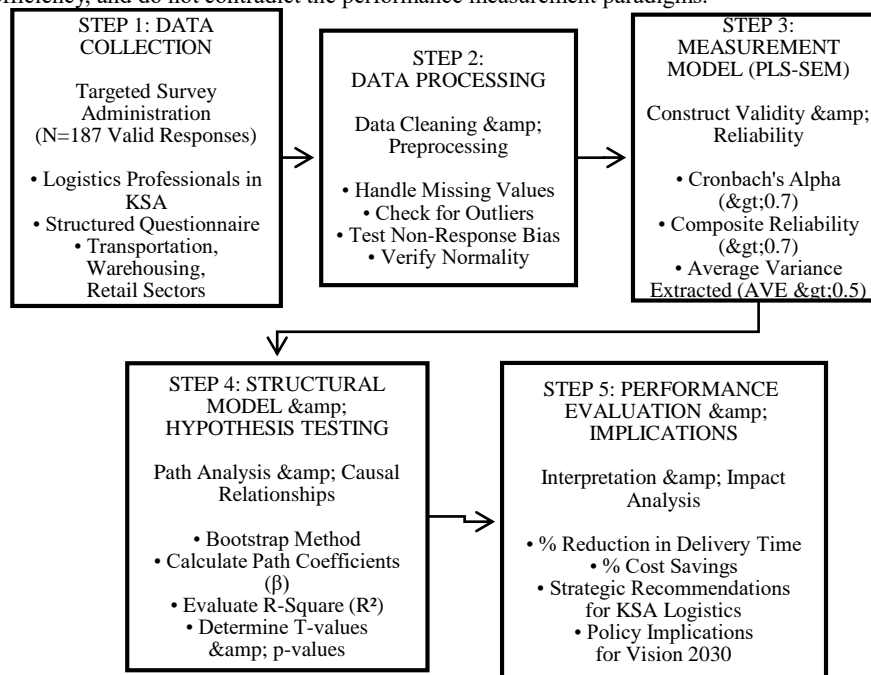 efficiency, and do not contradict the performance measurement paradigms.
STEP 1: DATA
COLLECTION
Targeted Survey
Administration
(N=187 Valid Responses)
• Logistics Professionals in
KSA
• Structured Questionnaire
• Transportation,
Warehousing,
Retail Sectors
STEP 2:
DATA PROCESSING
Data Cleaning &amp;
Preprocessing
• Handle Missing Values
• Check for Outliers
• Test Non-Response Bias
• Verify Normality
STEP 3:
MEASUREMENT
MODEL (PLS-SEM)
Construct Validity &amp;
Reliability
• Cronbach's Alpha
(&gt;0.7)
• Composite Reliability
(&gt;0.7)
• Average Variance
Extracted (AVE &gt;0.5)
STEP 4: STRUCTURAL
MODEL &amp;
HYPOTHESIS TESTING
Path Analysis &amp; Causal
Relationships
• Bootstrap Method
• Calculate Path Coefficients
(β)
• Evaluate R-Square (R²)
• Determine T-values
&amp; p-values
STEP 5: PERFORMANCE
EVALUATION &amp;
IMPLICATIONS
Interpretation &amp; Impact
Analysis
• % Reduction in Delivery Time
• % Cost Savings
• Strategic Recommendations
for KSA Logistics
• Policy Implications
for Vision 2030